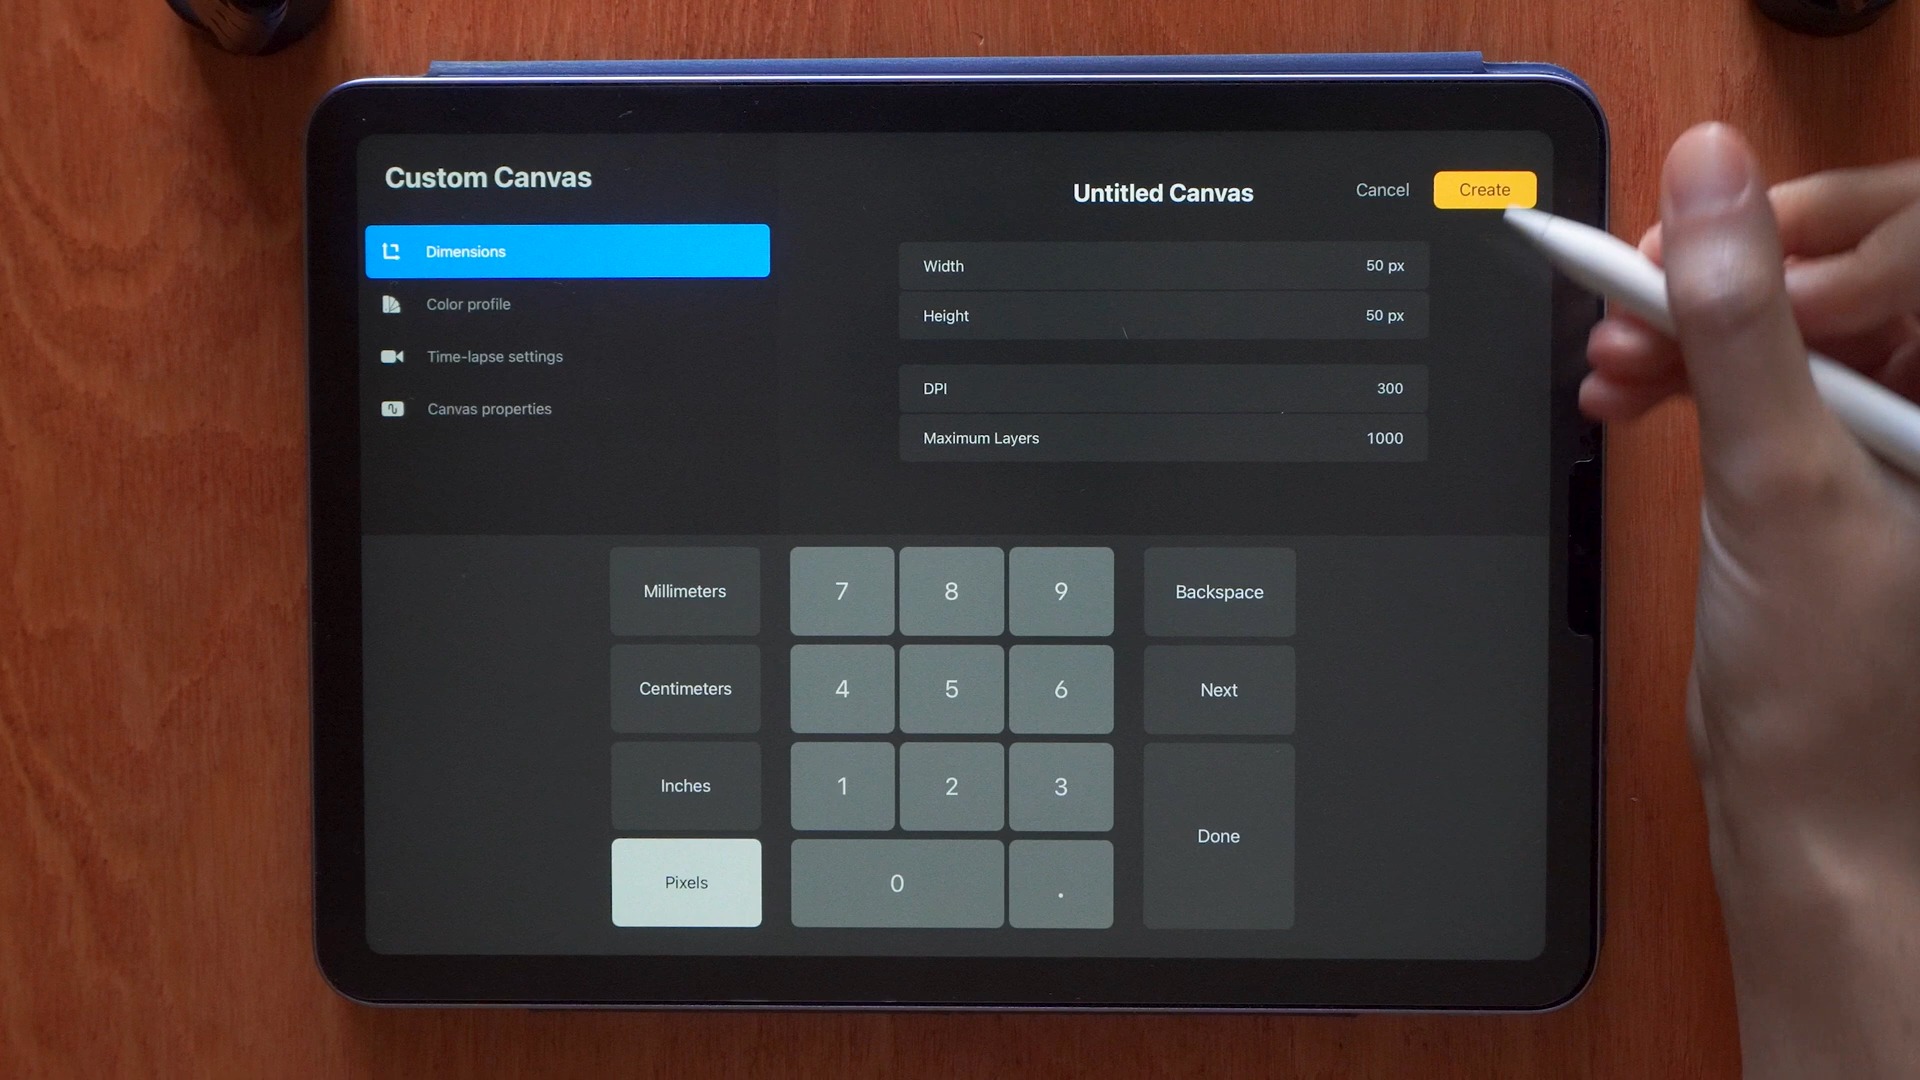 Custom Canvas
Dimensions
Color profile
Time-lapse settings
Canvas properties
Untitled Canvas
Cancel
Create
Width 50 px
Height 50 px
DPI 300
Maximum Layers 1000
Millimeters 7 8 9 Backspace
Centimeters 4 5 6 Next
Inches 1 2 3
Done
Pixels 0 .